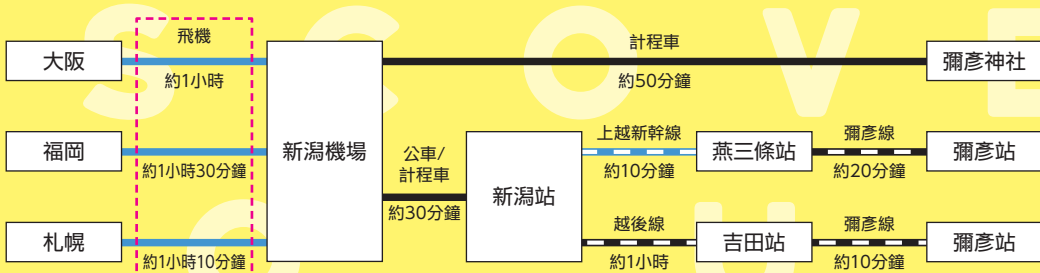 飛機
計程車
大阪
約1小時
約50分鐘
彌彥神社
福岡
約1小時30分鐘
新潟機場
公車/
計程車
約30分鐘
新潟站
上越新幹線
約10分鐘
燕三條站
彌彥線
約20分鐘
彌彥站
札幌
約1小時10分鐘
越後線
約1小時
吉田站
彌彥線
約10分鐘
彌彥站
S C O V E
O U